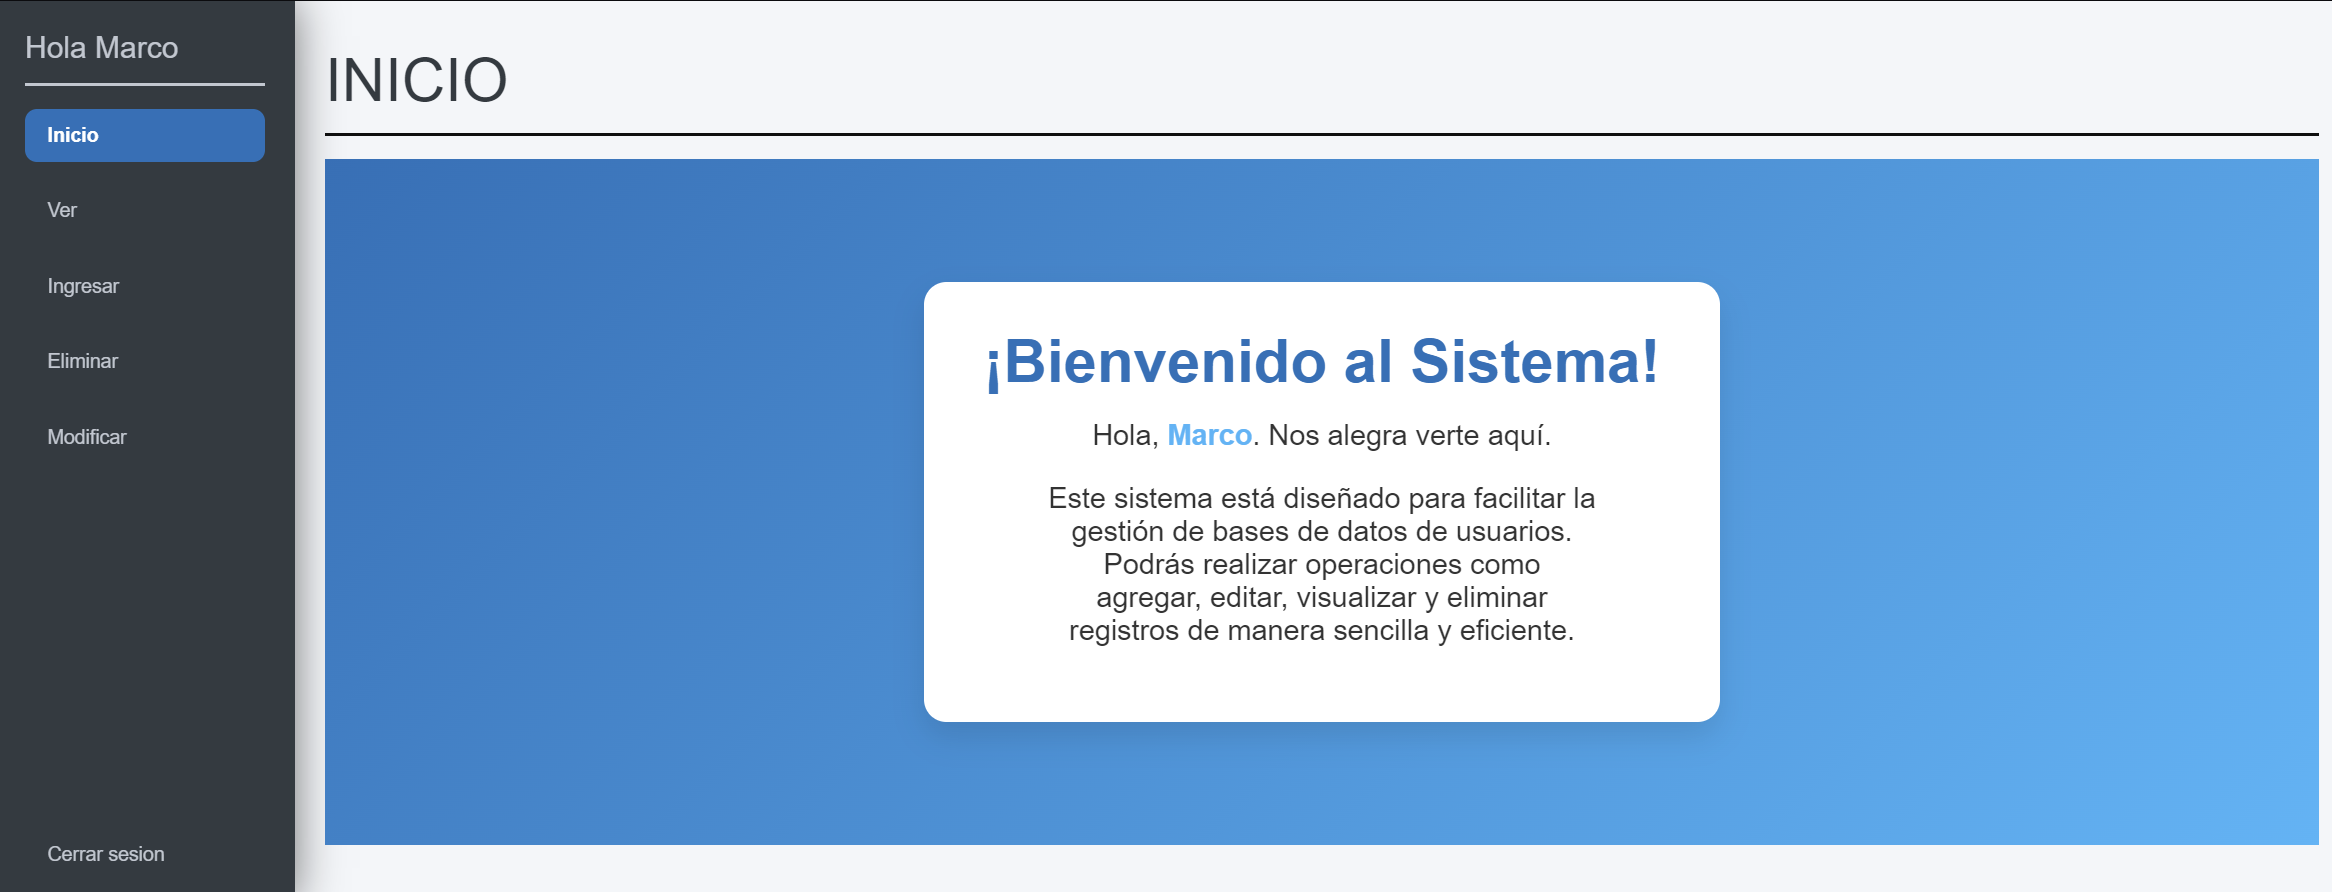 Hola Marco
Inicio
Ver
Ingresar
Eliminar
Modificar
Cerrar sesion
INICIO
¡Bienvenido al Sistema!
Hola, Marco. Nos alegra verte aquí.
Este sistema está diseñado para facilitar la
gestión de bases de datos de usuarios.
Podrás realizar operaciones como
agregar, editar, visualizar y eliminar
registros de manera sencilla y eficiente.